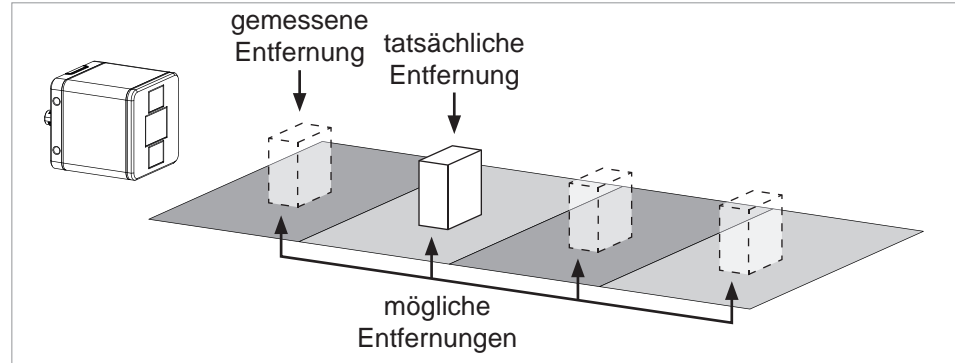 gemessene
Entfernung
tatsächliche
Entfernung
mögliche
Entfernungen